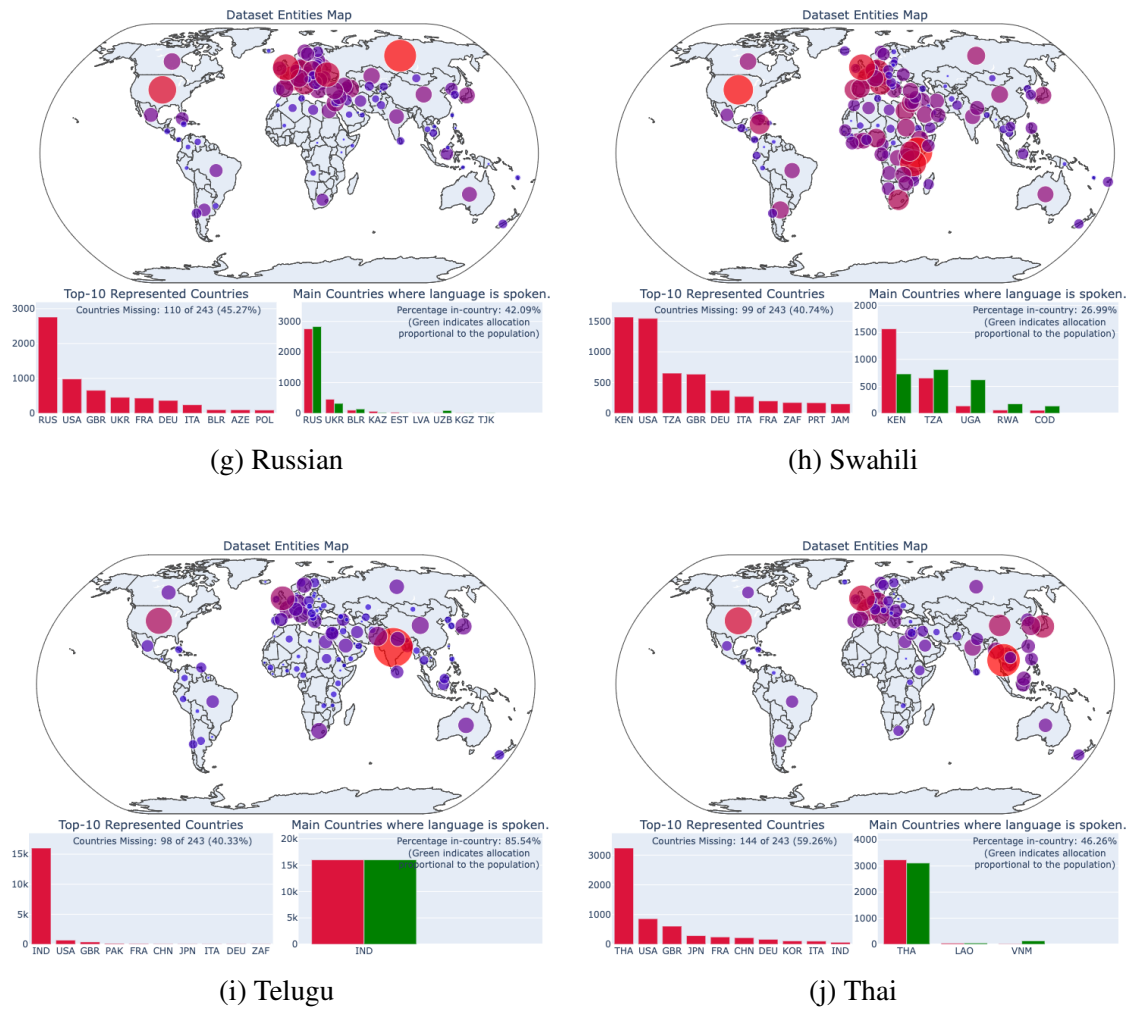 Dataset Entities Map
Top-10 Represented Countries
Countries Missing: 110 of 243 (45.27%)
3000
2000
1000
0
RUS USA GBR UKR FRA DEU ITA BLR AZE POL
Main Countries where language is spoken.
Percentage in-country: 42.09%
(Green indicates allocation
proportional to the population)
3000
2000
1000
0
RUS UKR BLR KAZ EST LVA UZB KGZ TJK
(g) Russian
Dataset Entities Map
Top-10 Represented Countries
Countries Missing: 99 of 243 (40.74%)
1500
1000
500
0
KEN USA TZA GBR DEU ITA FRA ZAF PRT JAM
Main Countries where language is spoken.
Percentage in-country: 26.99%
(Green indicates allocation
proportional to the population)
2000
1500
1000
500
0
KEN TZA UGA RWA COD
(h) Swahili
Dataset Entities Map
Top-10 Represented Countries
Countries Missing: 98 of 243 (40.33%)
15k
10k
5k
0
IND USA GBR PAK FRA CHN JPN ITA DEU ZAF
Main Countries where language is spoken.
Percentage in-country: 85.54%
(Green indicates allocation
proportional to the population)
20k
15k
10k
5k
0
IND
(i) Telugu
Dataset Entities Map
Top-10 Represented Countries
Countries Missing: 144 of 243 (59.26%)
3000
2000
1000
0
THA USA GBR JPN FRA CHN DEU KOR ITA IND
Main Countries where language is spoken.
Percentage in-country: 46.26%
(Green indicates allocation
proportional to the population)
4000
3000
2000
1000
0
THA LAO VNM
(j) Thai